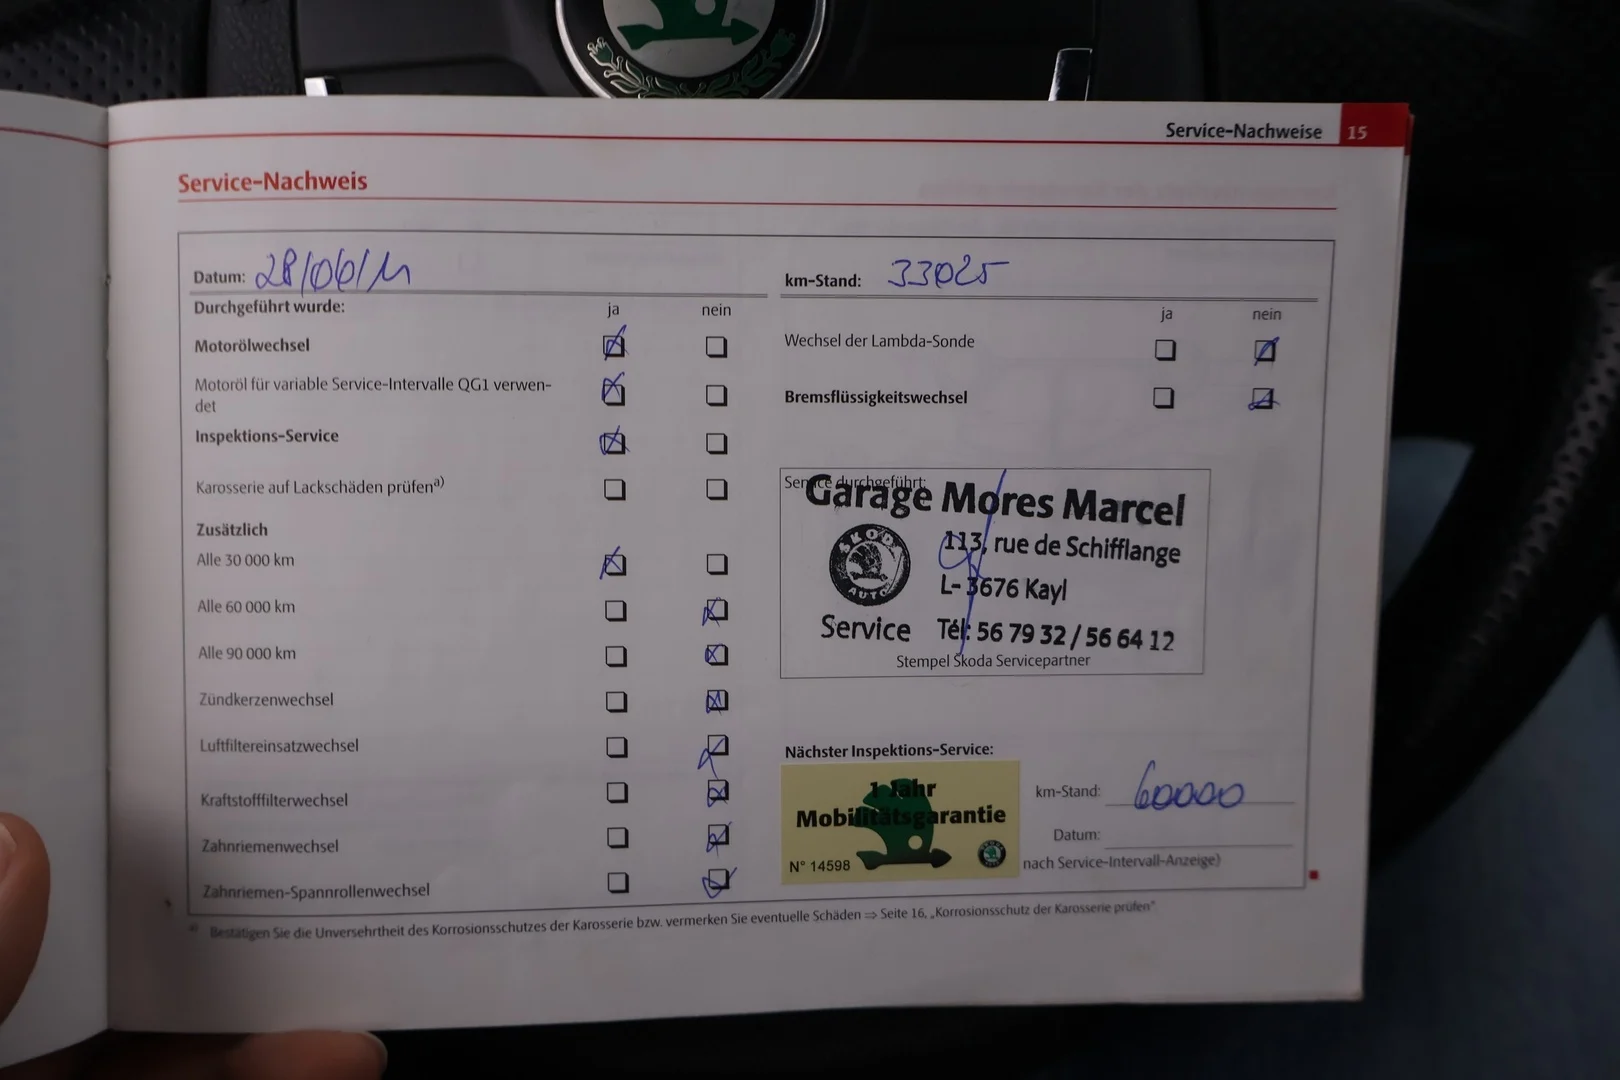 Service-Nachweise 15
Service-Nachweis
Datum: 28/06/11
km-Stand: 33025
Durchgeführt wurde: ja nein
ja nein
Motorölwechsel
Motoröl für variable Service-Intervalle QG1 verwen-
det
Inspektions-Service
Karosserie auf Lackschäden prüfen a)
Zusätzlich
Alle 30 000 km
Alle 60 000 km
Alle 90 000 km
Zündkerzenwechsel
Luftfiltereinsatzwechsel
Kraftstofffilterwechsel
Zahnriemenwechsel
Zahnriemen-Spannrollenwechsel
Wechsel der Lambda-Sonde
Bremsflüssigkeitswechsel
Service durchgeführt:
Garage Mores Marcel
113, rue de Schifflange
L- 3676 Kayl
ŠKODA
AUTO
Service Tél: 56 79 32 / 56 64 12
Stempel Škoda Servicepartner
Nächster Inspektions-Service:
1 Jahr
Mobilitätsgarantie
N° 14598
km-Stand: 60000
Datum:
nach Service-Intervall-Anzeige)
a) Bestätigen Sie die Unversehrtheit des Korrosionsschutzes der Karosserie bzw. vermerken Sie eventuelle Schäden ⇒ Seite 16, „Korrosionsschutz der Karosserie prüfen“.